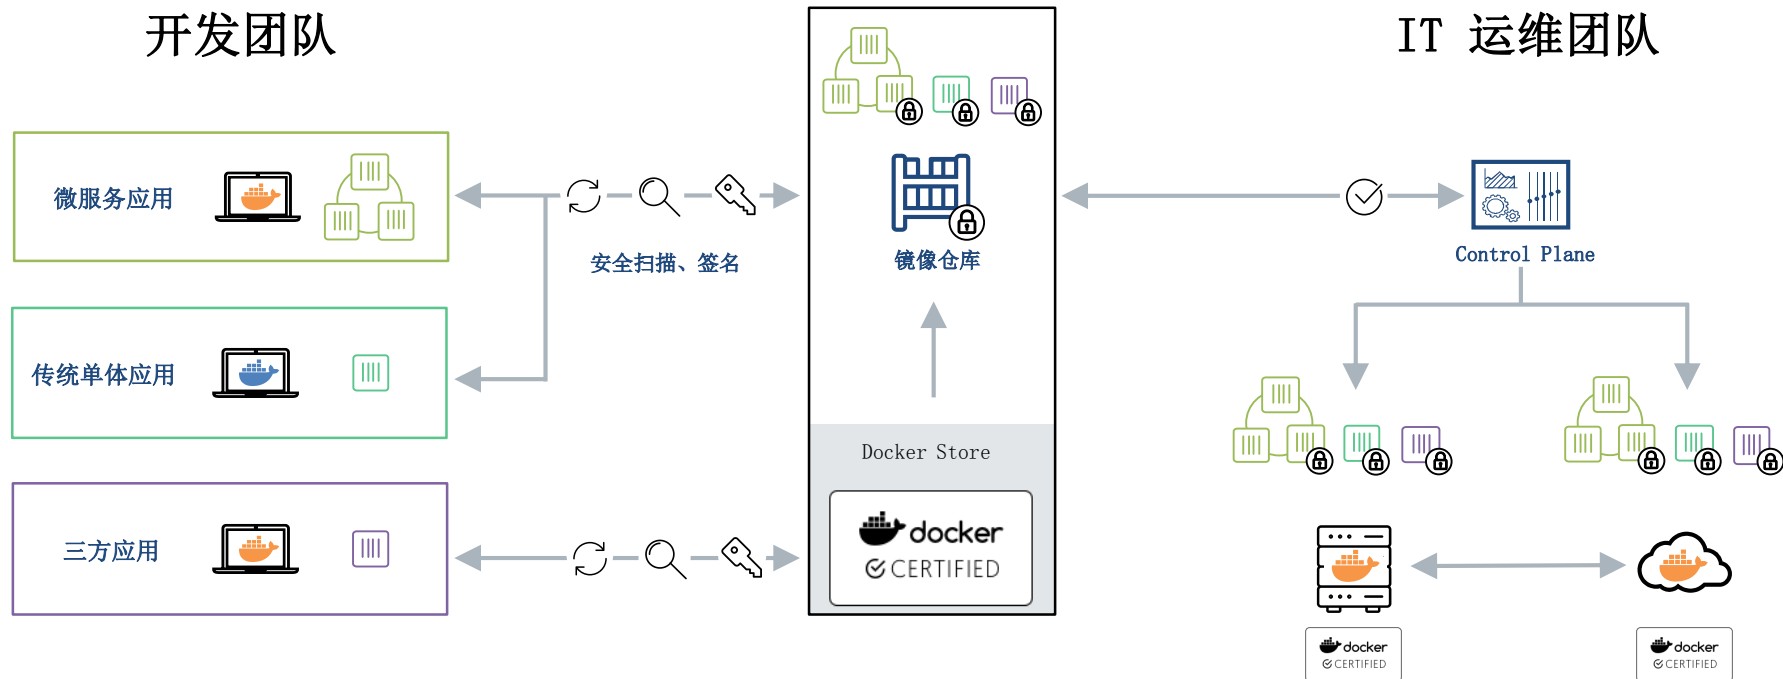 开发团队
IT 运维团队
微服务应用
安全扫描、签名
镜像仓库
Control Plane
传统单体应用
Docker Store
三方应用
docker
CERTIFIED
docker
CERTIFIED
docker
CERTIFIED